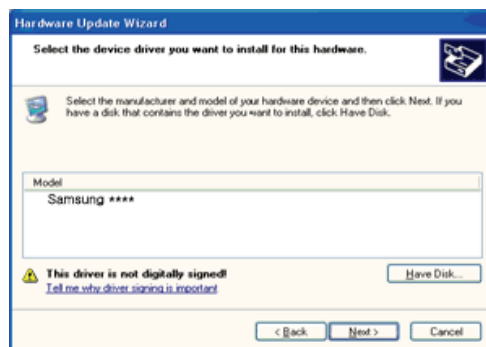 Hardware Update Wizard
Select the device driver you want to install for this hardware.
Select the manufacturer and model of your hardware device and then click Next. If you
have a disk that contains the driver you want to install, click Have Disk.
Model
Samsung ****
This driver is not digitally signed!
Have Disk...
Tell me why driver signing is important
< Back
Next >
Cancel